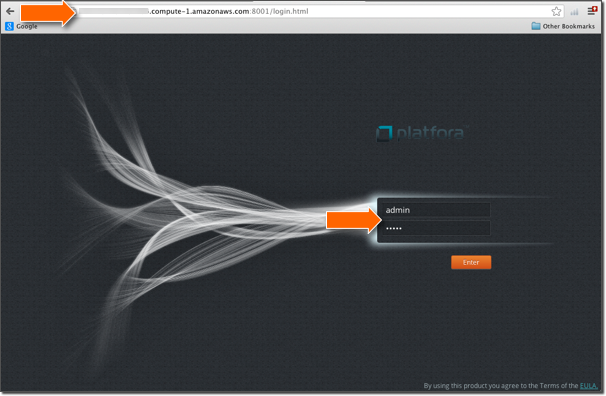 .compute-1.amazonaws.com:8001/login.html
Google
Other Bookmarks
platfora
admin
•••••
Enter
By using this product you agree to the Terms of the EULA.